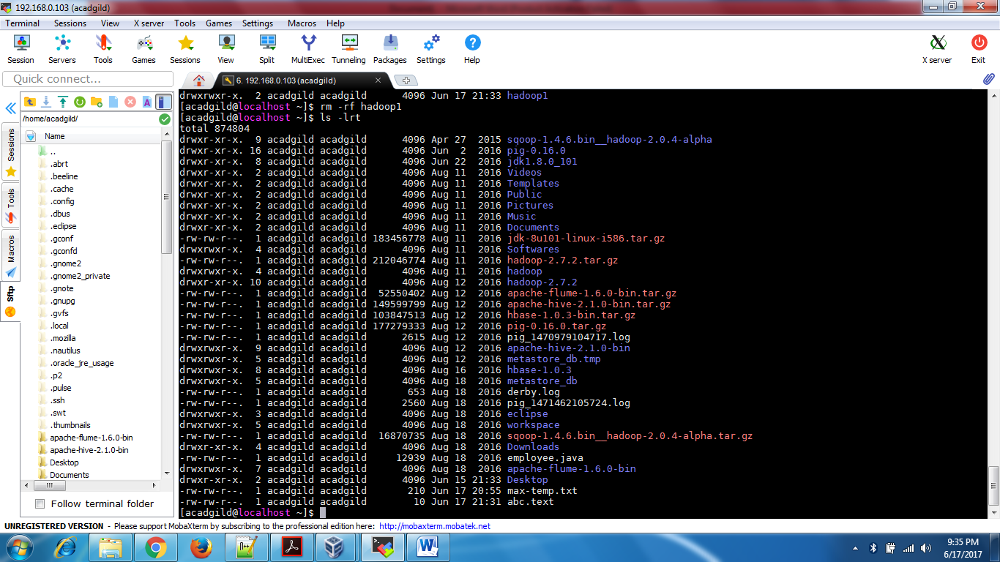 192.168.0.103 (acadgild)
Terminal Sessions View X server Tools Games Settings Macros Help
Session Servers Tools Games Sessions View Split MultiExec Tunneling Packages Settings Help X server Exit
Quick connect...
6. 192.168.0.103 (acadgild)
Sessions
Tools
Macros
Sftp
/home/acadgild/
Name
..
.abrt
.beeline
.cache
.config
.dbus
.eclipse
.gconf
.gconfd
.gnome2
.gnome2_private
.gnote
.gnupg
.gvfs
.local
.mozilla
.nautilus
.oracle_jre_usage
.p2
.pulse
.ssh
.swt
.thumbnails
apache-flume-1.6.0-bin
apache-hive-2.1.0-bin
Desktop
Documents
Follow terminal folder
drwxrwxr-x. 2 acadgild acadgild 4096 Jun 17 21:33 hadoop1
[acadgild@localhost ~]$ rm -rf hadoop1
[acadgild@localhost ~]$ ls -lrt
total 874804
drwxr-xr-x. 9 acadgild acadgild 4096 Apr 27 2015 sqoop-1.4.6.bin__hadoop-2.0.4-alpha
drwxr-xr-x. 16 acadgild acadgild 4096 Jun 2 2016 pig-0.16.0
drwxr-xr-x. 8 acadgild acadgild 4096 Jun 22 2016 jdk1.8.0_101
drwxr-xr-x. 2 acadgild acadgild 4096 Aug 11 2016 Videos
drwxr-xr-x. 2 acadgild acadgild 4096 Aug 11 2016 Templates
drwxr-xr-x. 2 acadgild acadgild 4096 Aug 11 2016 Public
drwxr-xr-x. 2 acadgild acadgild 4096 Aug 11 2016 Pictures
drwxr-xr-x. 2 acadgild acadgild 4096 Aug 11 2016 Music
drwxr-xr-x. 2 acadgild acadgild 4096 Aug 11 2016 Documents
-rw-rw-r--. 1 acadgild acadgild 183456778 Aug 11 2016 jdk-8u101-linux-i586.tar.gz
drwxrwxr-x. 4 acadgild acadgild 4096 Aug 11 2016 Softwares
-rw-rw-r--. 1 acadgild acadgild 212046774 Aug 11 2016 hadoop-2.7.2.tar.gz
drwxrwxr-x. 4 acadgild acadgild 4096 Aug 11 2016 hadoop
drwxrwxr-x. 10 acadgild acadgild 4096 Aug 12 2016 hadoop-2.7.2
-rw-rw-r--. 1 acadgild acadgild 52550402 Aug 12 2016 apache-flume-1.6.0-bin.tar.gz
-rw-rw-r--. 1 acadgild acadgild 149599799 Aug 12 2016 apache-hive-2.1.0-bin.tar.gz
-rw-rw-r--. 1 acadgild acadgild 103847513 Aug 12 2016 hbase-1.0.3-bin.tar.gz
-rw-rw-r--. 1 acadgild acadgild 177279333 Aug 12 2016 pig-0.16.0.tar.gz
-rw-rw-r--. 1 acadgild acadgild 2615 Aug 12 2016 pig_1470979104717.log
drwxrwxr-x. 9 acadgild acadgild 4096 Aug 12 2016 apache-hive-2.1.0-bin
drwxrwxr-x. 5 acadgild acadgild 4096 Aug 12 2016 metastore_db.tmp
drwxrwxr-x. 8 acadgild acadgild 4096 Aug 16 2016 hbase-1.0.3
drwxrwxr-x. 5 acadgild acadgild 4096 Aug 18 2016 metastore_db
-rw-rw-r--. 1 acadgild acadgild 653 Aug 18 2016 derby.log
-rw-rw-r--. 1 acadgild acadgild 2560 Aug 18 2016 pig_1471462105724.log
drwxrwxr-x. 3 acadgild acadgild 4096 Aug 18 2016 eclipse
drwxrwxr-x. 5 acadgild acadgild 4096 Aug 18 2016 workspace
-rw-rw-r--. 1 acadgild acadgild 16870735 Aug 18 2016 sqoop-1.4.6.bin__hadoop-2.0.4-alpha.tar.gz
drwxr-xr-x. 4 acadgild acadgild 4096 Aug 18 2016 Downloads
-rw-rw-r--. 1 acadgild acadgild 12939 Aug 18 2016 employee.java
drwxrwxr-x. 7 acadgild acadgild 4096 Aug 18 2016 apache-flume-1.6.0-bin
drwxr-xr-x. 2 acadgild acadgild 4096 Jun 15 21:33 Desktop
-rw-rw-r--. 1 acadgild acadgild 210 Jun 17 20:55 max-temp.txt
-rw-rw-r--. 1 acadgild acadgild 10 Jun 17 21:31 abc.text
[acadgild@localhost ~]$
UNREGISTERED VERSION - Please support MobaXterm by subscribing to the professional edition here: http://mobaxterm.mobatek.net
9:35 PM
6/17/2017